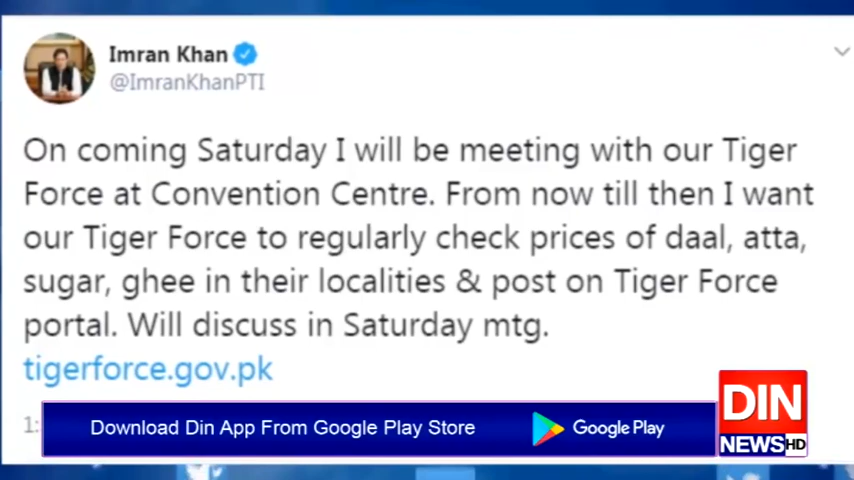 Imran Khan
@ImranKhanPTI
On coming Saturday I will be meeting with our Tiger
Force at Convention Centre. From now till then I want
our Tiger Force to regularly check prices of daal, atta,
sugar, ghee in their localities & post on Tiger Force
portal. Will discuss in Saturday mtg.
tigerforce.gov.pk
1:
Download Din App From Google Play Store
Google Play
DIN
NEWS HD